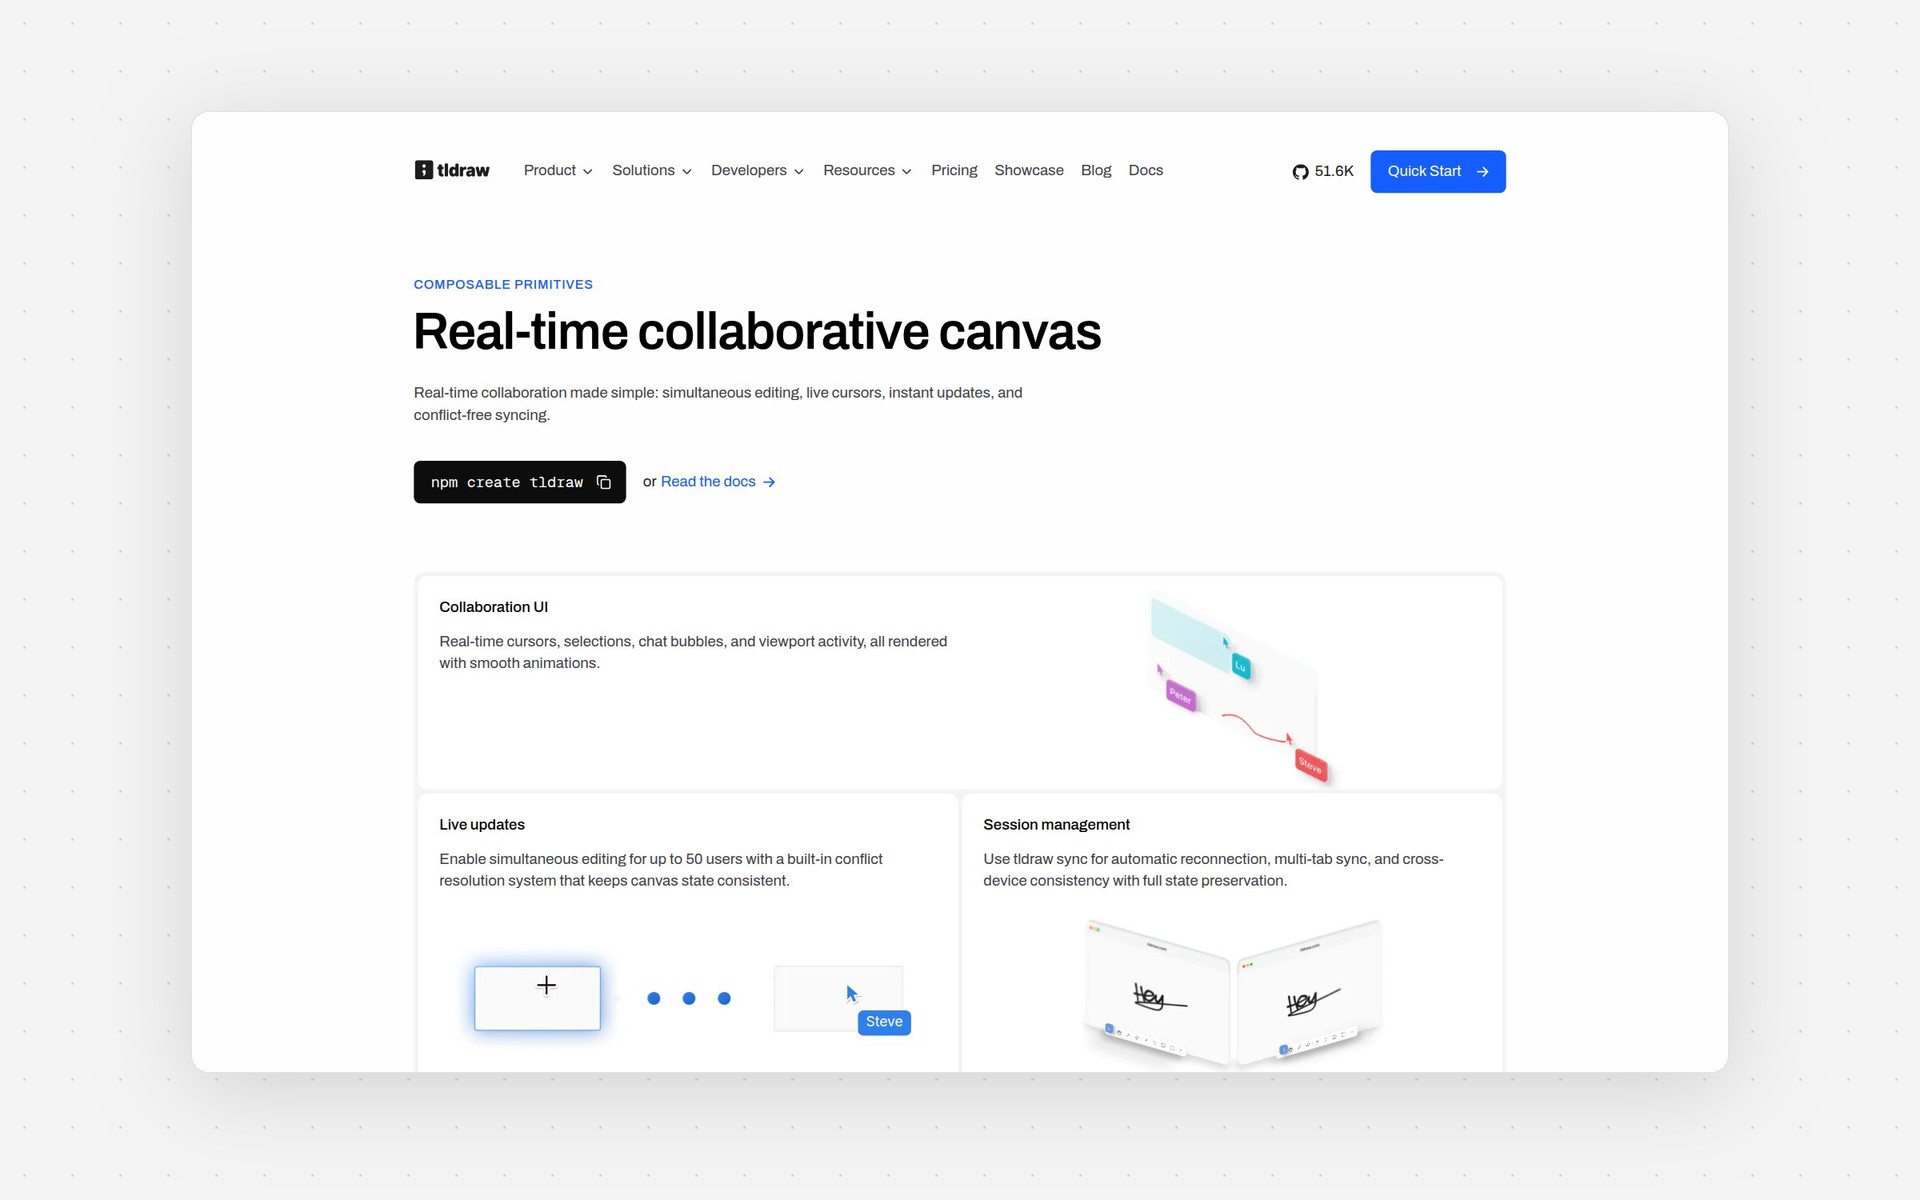 tldraw
Product
Solutions
Developers
Resources
Pricing
Showcase
Blog
Docs
51.6K
Quick Start
COMPOSABLE PRIMITIVES
Real-time collaborative canvas
Real-time collaboration made simple: simultaneous editing, live cursors, instant updates, and
conflict-free syncing.
npm create tldraw
or Read the docs
Collaboration UI
Real-time cursors, selections, chat bubbles, and viewport activity, all rendered
with smooth animations.
Lu
Peter
Steve
Live updates
Enable simultaneous editing for up to 50 users with a built-in conflict
resolution system that keeps canvas state consistent.
Steve
Session management
Use tldraw sync for automatic reconnection, multi-tab sync, and cross-
device consistency with full state preservation.
tldraw.com
Hey
tldraw.com
Hey